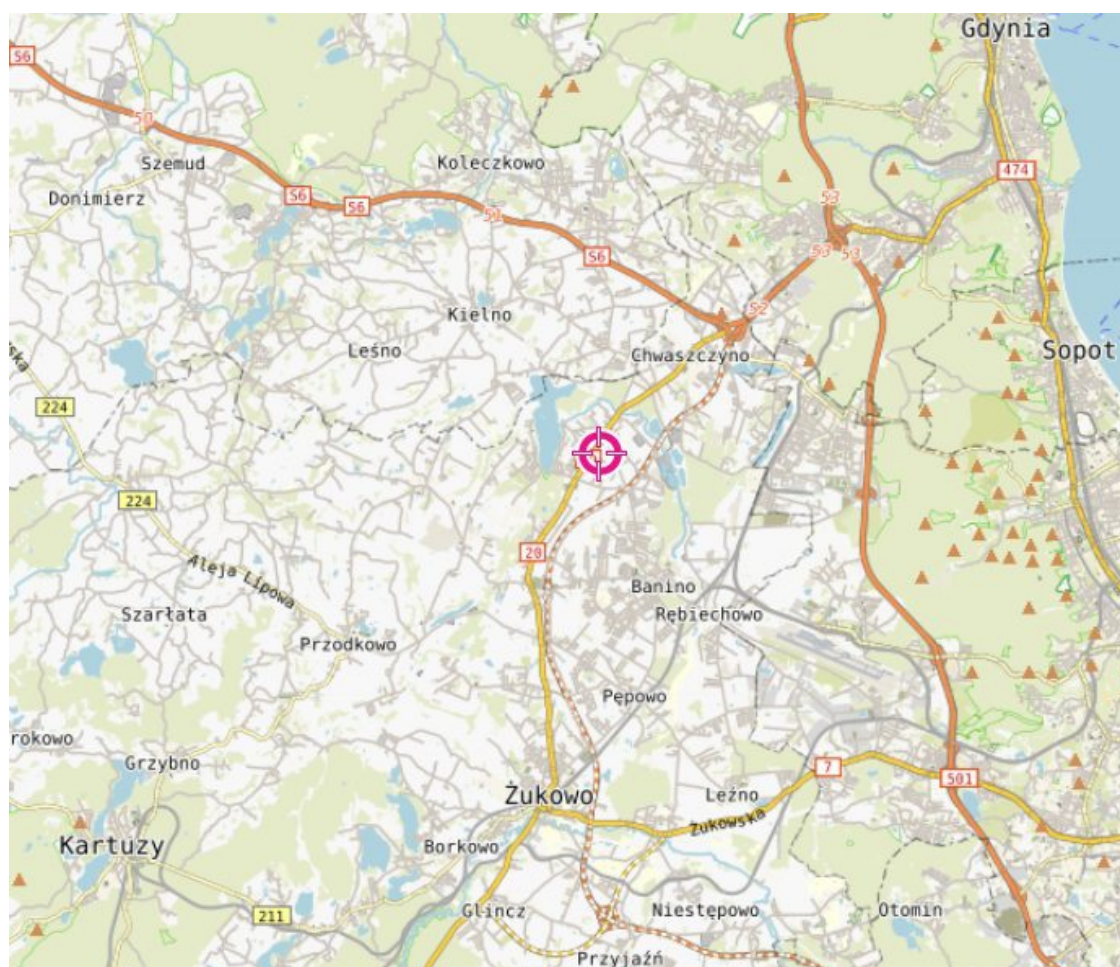 Gdynia
S6
50
Szemud
Koleczkowo
474
Donimierz
S6
S6
51
53
S6
53
53
52
Kielno
Leśno
Chwaszczyno
Sopot
ska
224
224
20
Aleja Lipowa
Banino
Rębiechowo
Szarłata
Przodkowo
Pępowo
rokowo
Grzybno
7
501
Żukowo
Leźno
Żukowska
Kartuzy
Borkowo
211
Glincz
Niestępowo
Otomin
Przyjaźń